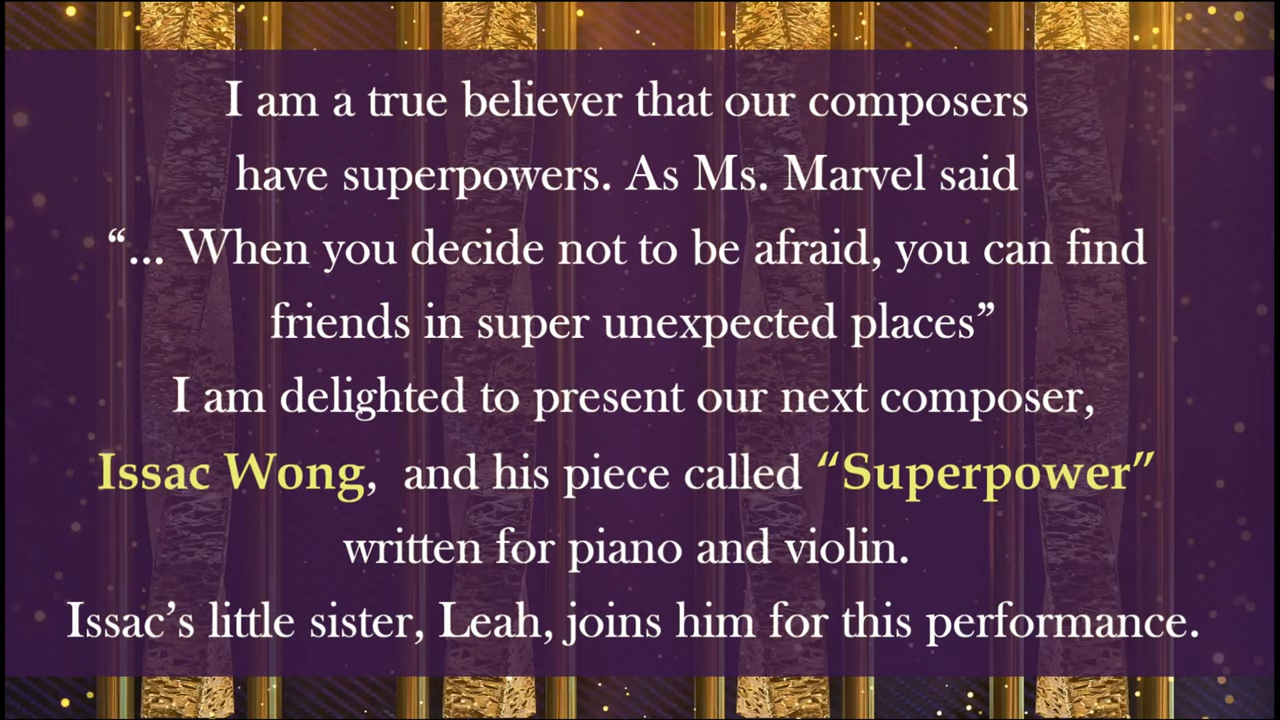 I am a true believer that our composers
have superpowers. As Ms. Marvel said
“... When you decide not to be afraid, you can find
friends in super unexpected places”
I am delighted to present our next composer,
Issac Wong, and his piece called “Superpower”
written for piano and violin.
Issac’s little sister, Leah, joins him for this performance.